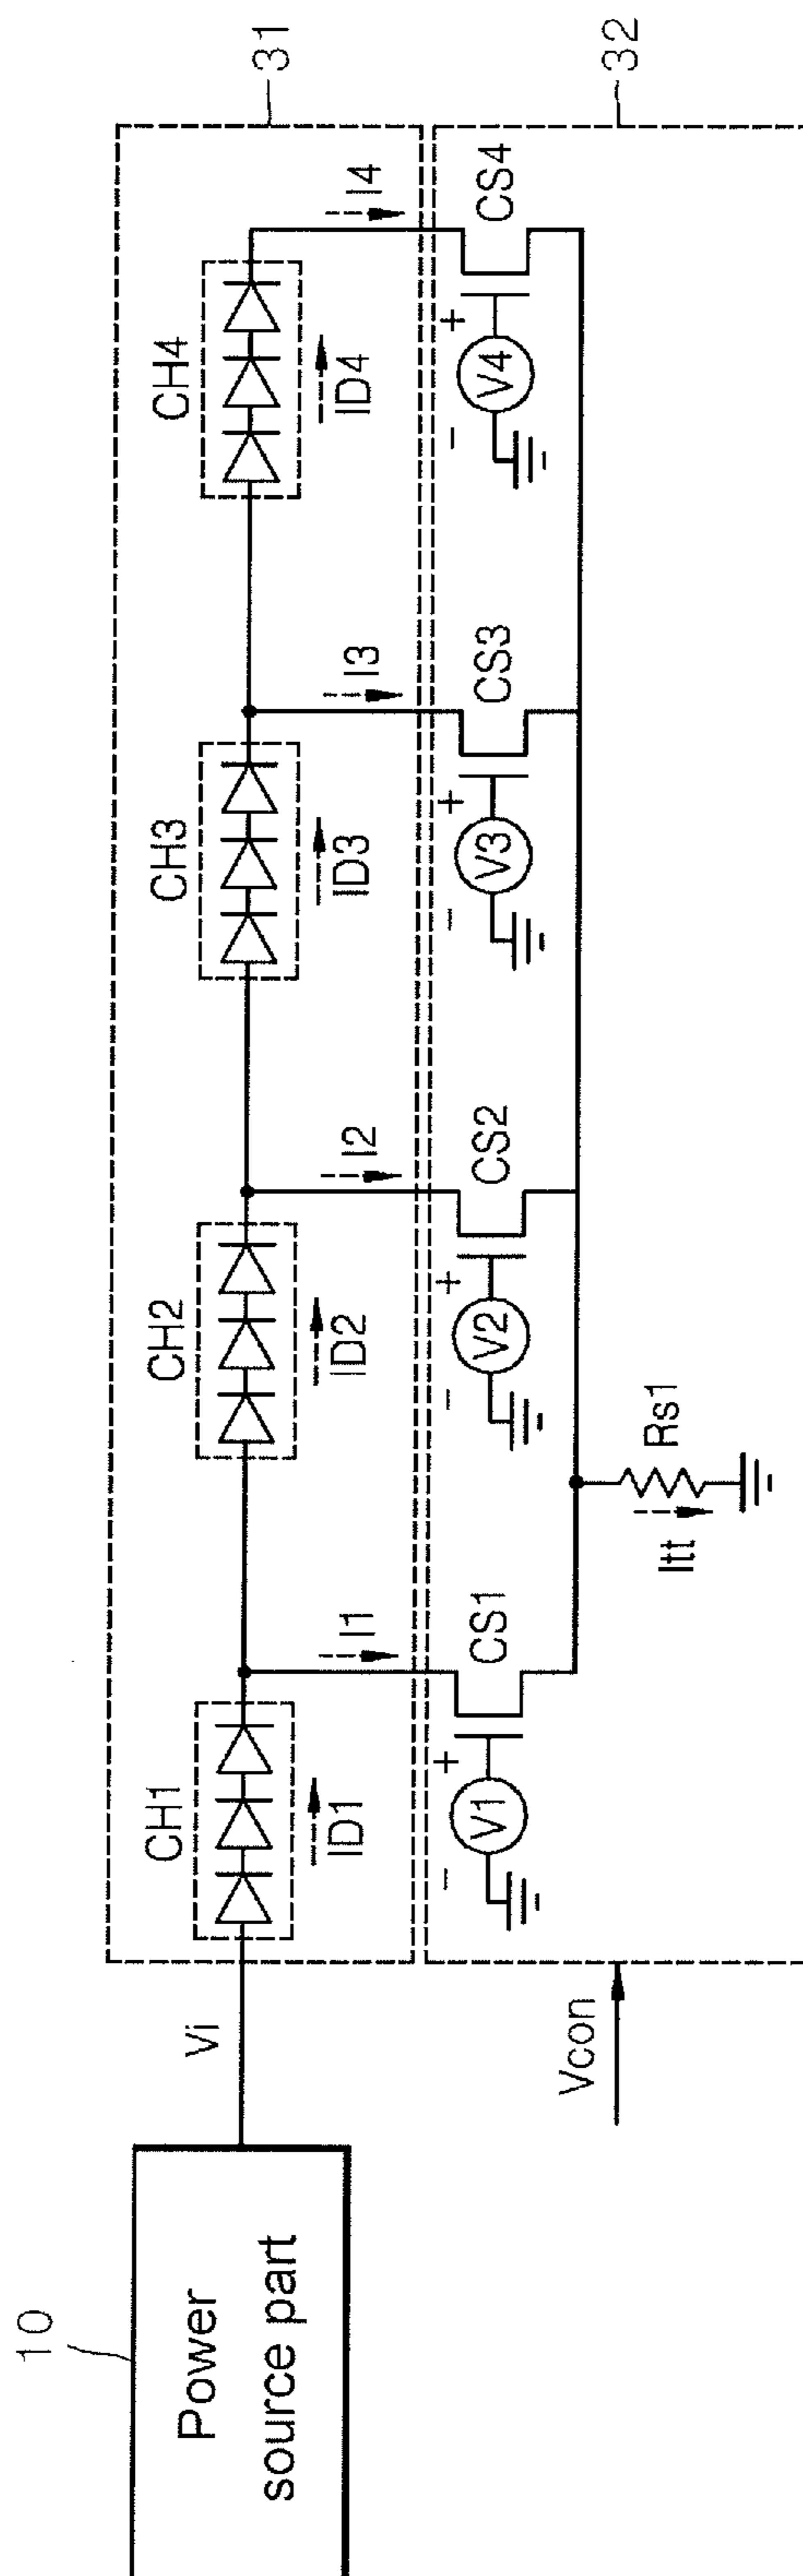 31
32
CH1
CH2
CH3
CH4
ID1
ID2
ID3
ID4
I1
I2
I3
I4
10
Power
source part
Vi
Vcon
CS1
CS2
CS3
CS4
+
V1
-
+
V2
-
+
V3
-
+
V4
-
Rs1
Itt